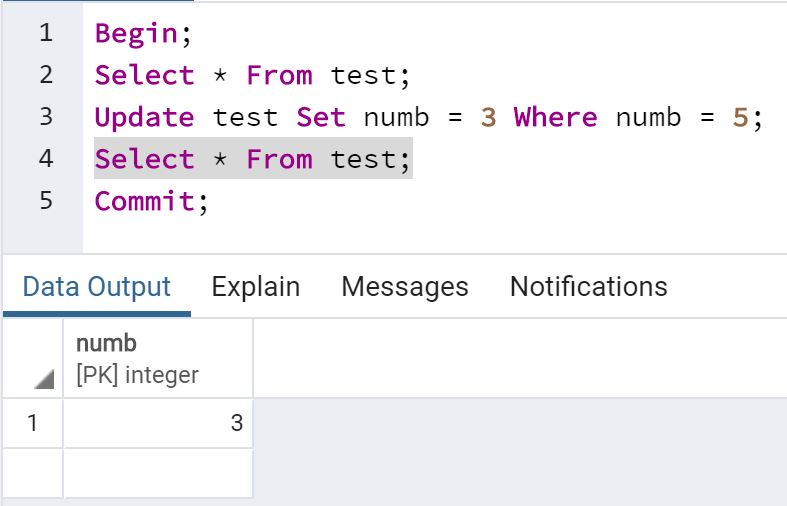 1 Begin;
2 Select * From test;
3 Update test Set numb = 3 Where numb = 5;
4 Select * From test;
5 Commit;
Data Output Explain Messages Notifications
numb
[PK] integer
1 3